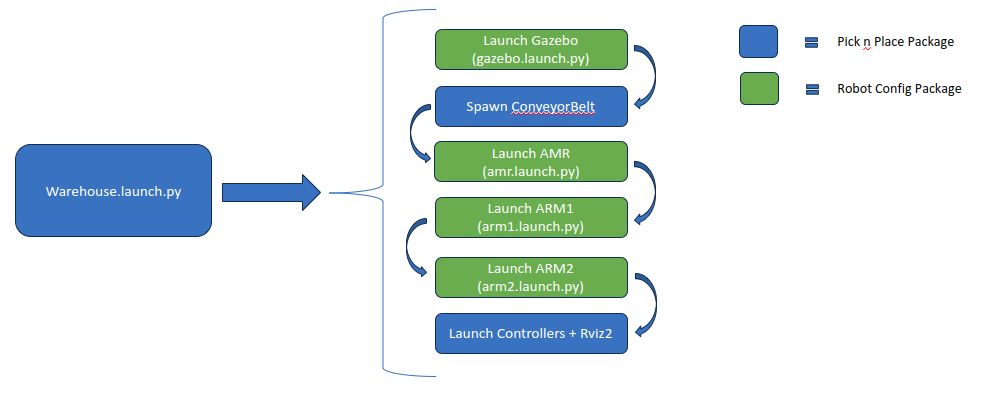 Launch Gazebo
(gazebo.launch.py)
Spawn ConveyorBelt
Launch AMR
(amr.launch.py)
Warehouse.launch.py
Launch ARM1
(arm1.launch.py)
Launch ARM2
(arm2.launch.py)
Launch Controllers + Rviz2
Pick n Place Package
Robot Config Package